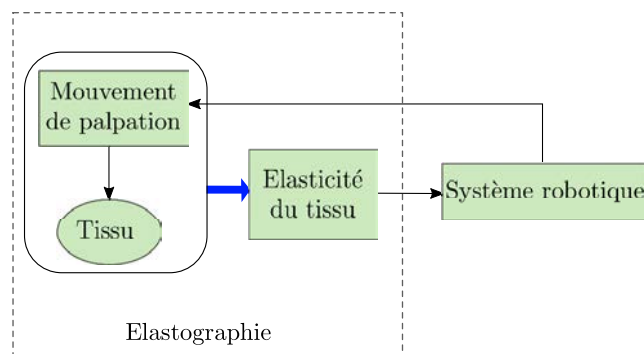 Mouvement
de palpation
Tissu
Elasticité
du tissu
Système robotique
Elastographie